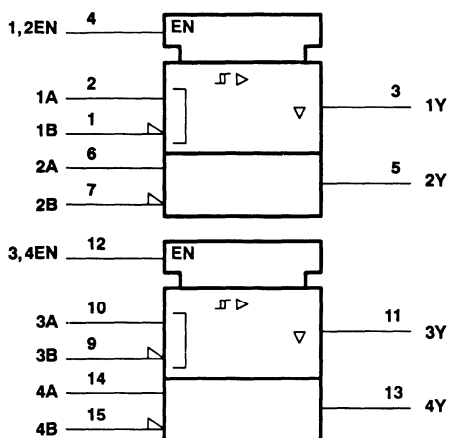 1,2EN 4 EN
1A 2 3 1Y
1B 1
2A 6 5 2Y
2B 7
3,4EN 12 EN
3A 10 11 3Y
3B 9
4A 14 13 4Y
4B 15